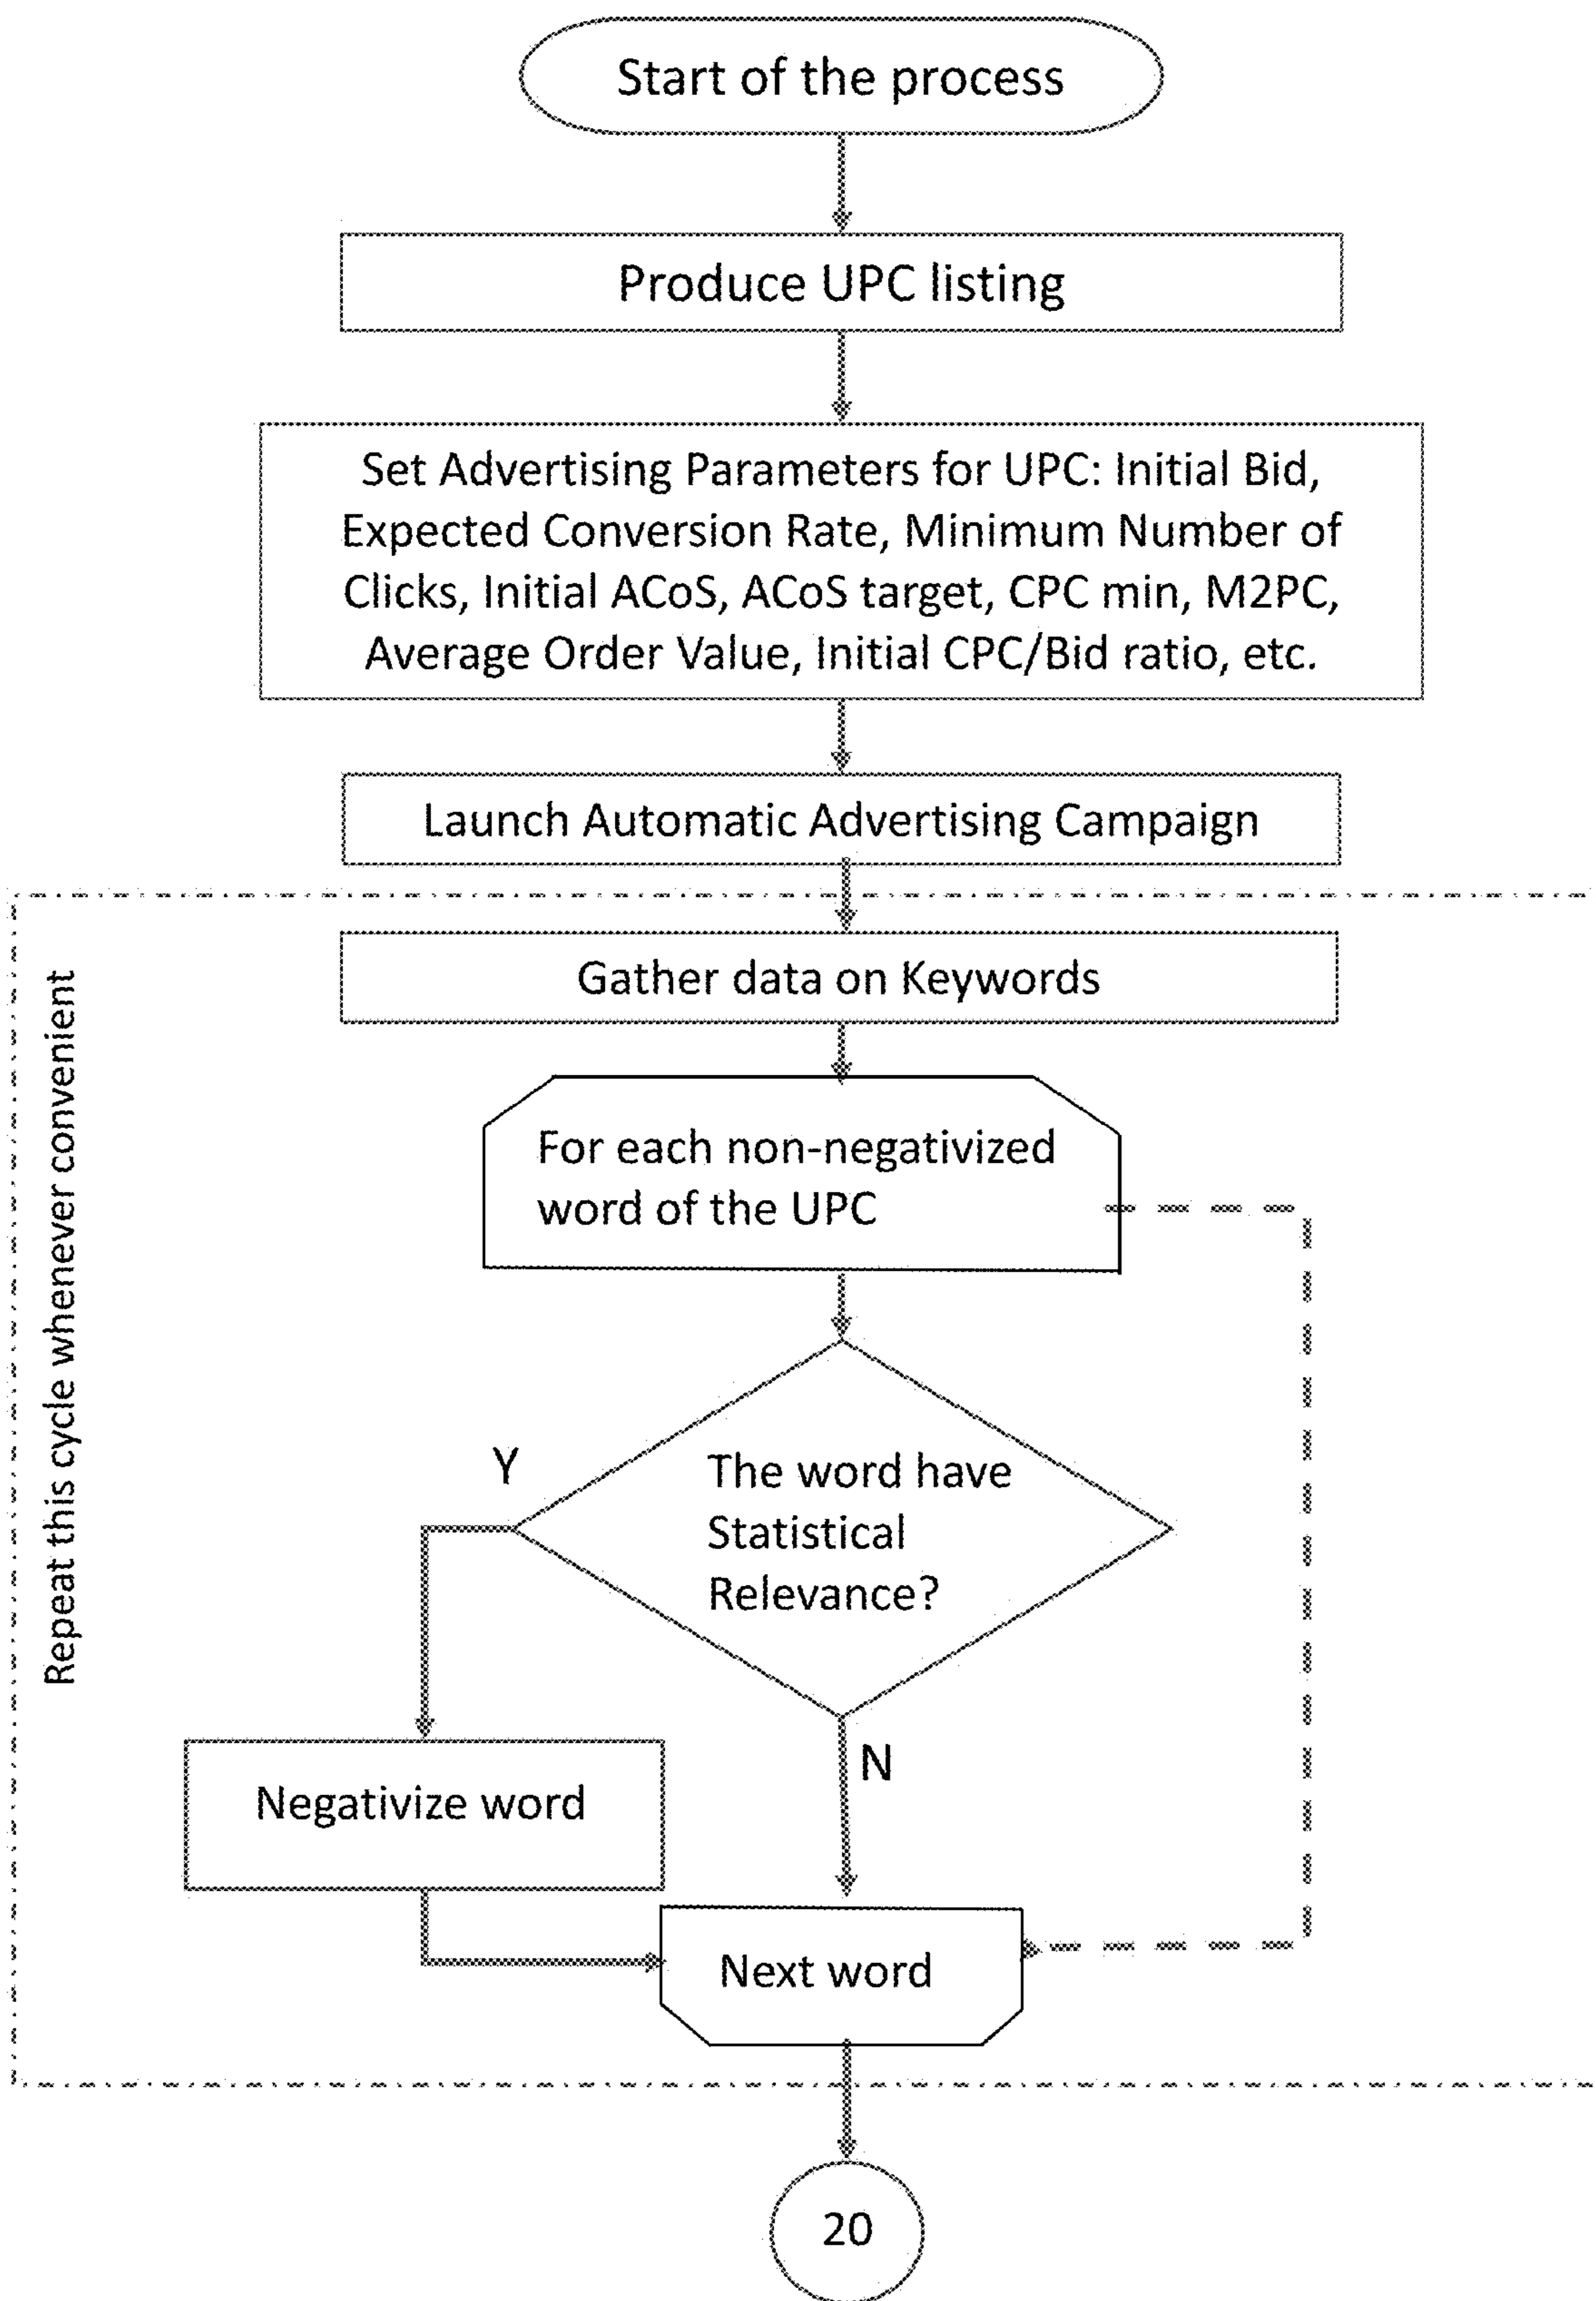 Start of the process
Produce UPC listing
Set Advertising Parameters for UPC: Initial Bid,
Expected Conversion Rate, Minimum Number of
Clicks, Initial ACoS, ACoS target, CPC min, M2PC,
Average Order Value, Initial CPC/Bid ratio, etc.
Launch Automatic Advertising Campaign
Repeat this cycle whenever convenient
Gather data on Keywords
For each non-negativized
word of the UPC
The word have
Statistical
Relevance?
Y
N
Negativize word
Next word
20